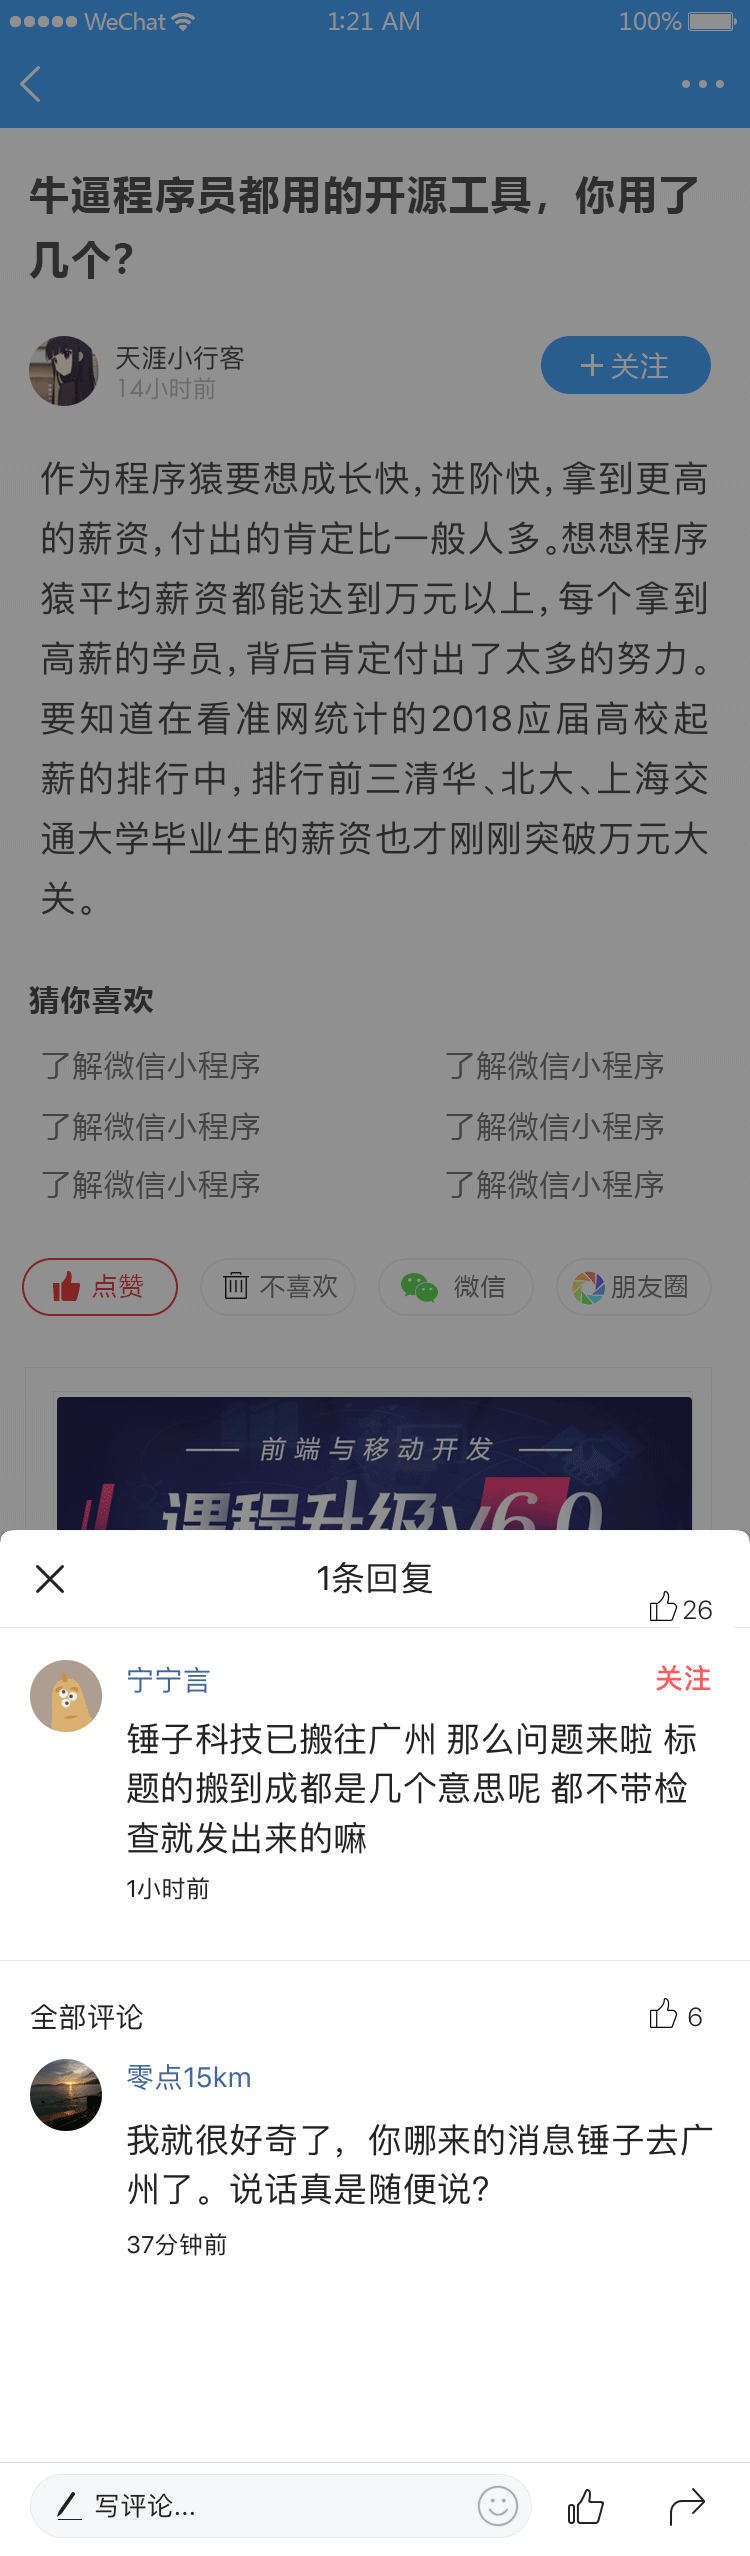 WeChat 1:21 AM 100%
牛逼程序员都用的开源工具，你用了
几个？
天涯小行客
14小时前
关注
作为程序猿要想成长快，进阶快，拿到更高
的薪资，付出的肯定比一般人多。想想程序
猿平均薪资都能达到万元以上，每个拿到
高薪的学员，背后肯定付出了太多的努力。
要知道在看准网统计的2018应届高校起
薪的排行中，排行前三清华、北大、上海交
通大学毕业生的薪资也才刚刚突破万元大
关。
猜你喜欢
了解微信小程序 了解微信小程序
了解微信小程序 了解微信小程序
了解微信小程序 了解微信小程序
点赞 不喜欢 微信 朋友圈
前端与移动开发
课程升级v6.0
1条回复
26
宁宁言
关注
锤子科技已搬往广州 那么问题来啦 标
题的搬到成都是几个意思呢 都不带检
查就发出来的嘛
1小时前
全部评论
6
零点15km
我就很好奇了，你哪来的消息锤子去广
州了。说话真是随便说?
37分钟前
写评论...